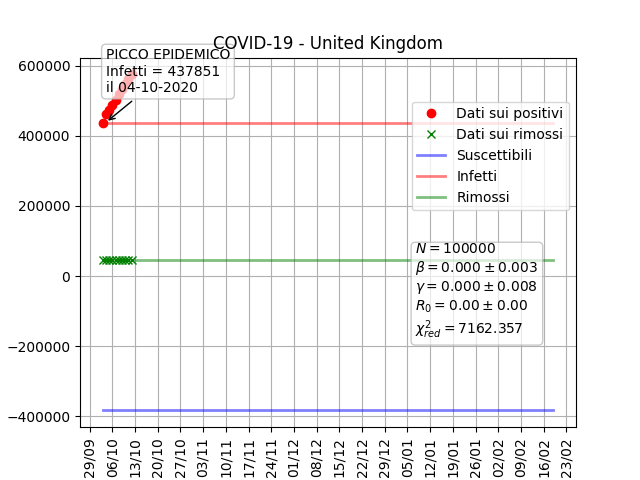 COVID-19 - United Kingdom
PICCO EPIDEMICO
Infetti = 437851
il 04-10-2020
600000
400000
200000
0
−200000
−400000
Dati sui positivi
Dati sui rimossi
Suscettibili
Infetti
Rimossi
N = 100000
β = 0.000 ± 0.003
γ = 0.000 ± 0.008
R₀ = 0.00 ± 0.00
χ²red = 7162.357
29/09
06/10
13/10
20/10
27/10
03/11
10/11
17/11
24/11
01/12
08/12
15/12
22/12
29/12
05/01
12/01
19/01
26/01
02/02
09/02
16/02
23/02